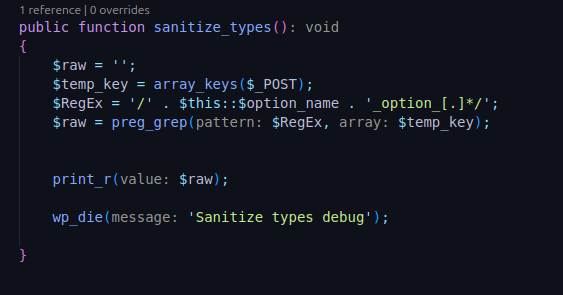 1 reference | 0 overrides
public function sanitize_types(): void
{
$raw = '';
$temp_key = array_keys($_POST);
$RegEx = '/' . $this::$option_name . '_option_[.]*/';
$raw = preg_grep(pattern: $RegEx, array: $temp_key);
print_r(value: $raw);
wp_die(message: 'Sanitize types debug');
}